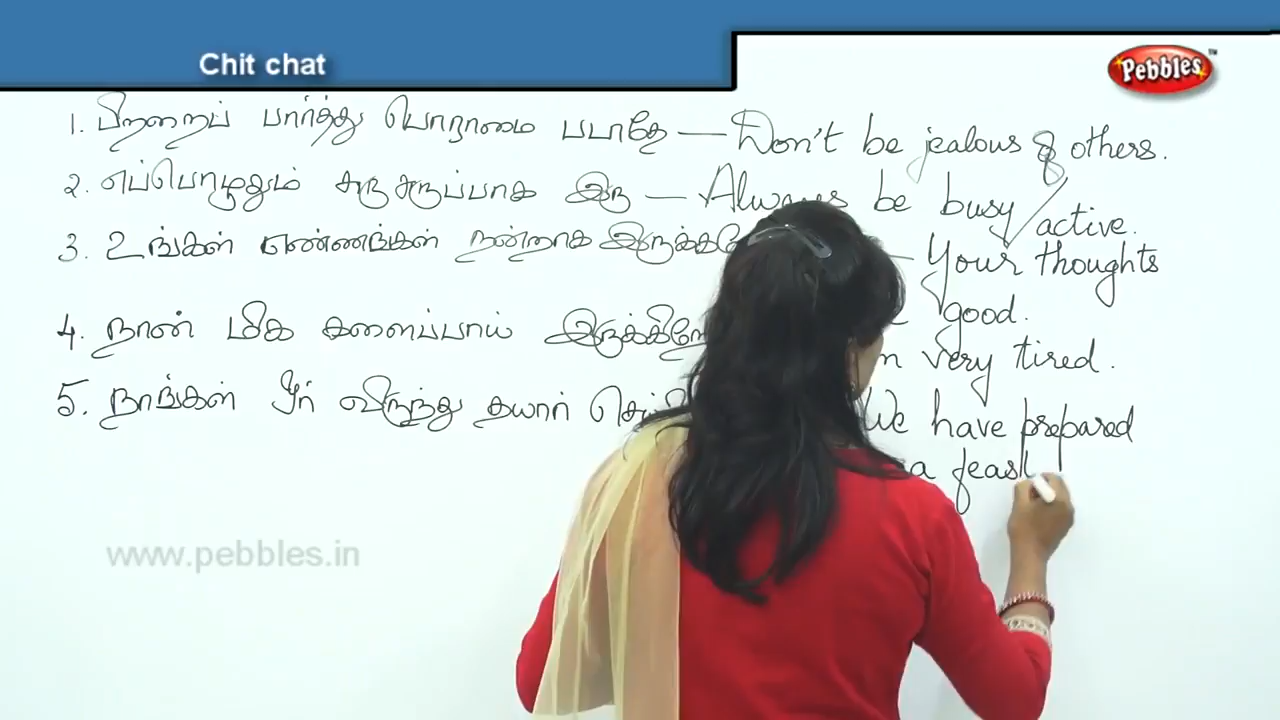 Chit chat
Pebbles
1. பிறரைப் பார்த்து பொறாமை படாதே — Don't be jealous of others.
2. எப்பொழுதும் சுருசுருப்பாக இரு — Always be busy/active.
3. உங்கள் எண்ணங்கள் நன்றாக — Your thoughts
good.
4. நான் மிக களைப்பாய் very tired.
5. நாங்கள் ஓர் விருந்து தயார் We have prepared
a feast
www.pebbles.in